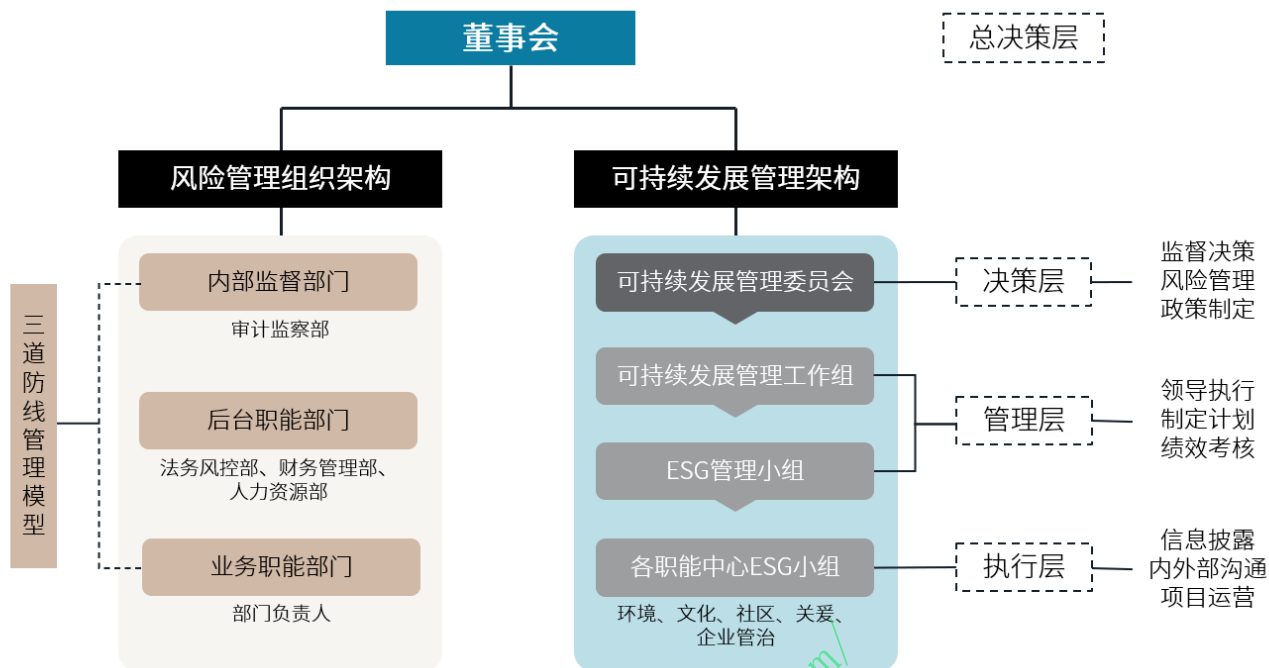 董事会
总决策层
风险管理组织架构
可持续发展管理架构
三道防线管理模型
内部监督部门
审计监察部
后台职能部门
法务风控部、财务管理部、
人力资源部
业务职能部门
部门负责人
可持续发展管理委员会
可持续发展管理工作组
ESG管理小组
各职能中心ESG小组
环境、文化、社区、关爱、
企业管治
决策层
监督决策
风险管理
政策制定
管理层
领导执行
制定计划
绩效考核
执行层
信息披露
内外部沟通
项目运营
m/